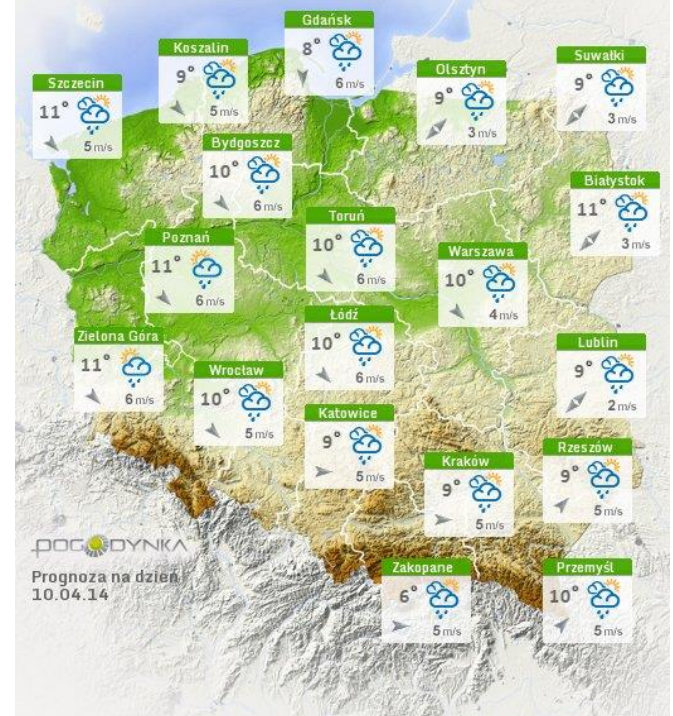 Gdańsk
8°
6 m/s
Koszalin
9°
5 m/s
Suwałki
9°
3 m/s
Olsztyn
9°
3 m/s
Szczecin
11°
5 m/s
Bydgoszcz
10°
6 m/s
Białystok
11°
3 m/s
Toruń
10°
6 m/s
Poznań
11°
6 m/s
Warszawa
10°
4 m/s
Łódź
10°
6 m/s
Zielona Góra
11°
6 m/s
Lublin
9°
2 m/s
Wrocław
10°
5 m/s
Katowice
9°
5 m/s
Rzeszów
9°
5 m/s
Kraków
9°
5 m/s
POGODYNKA
Prognoza na dzień
10.04.14
Zakopane
6°
5 m/s
Przemyśl
10°
5 m/s